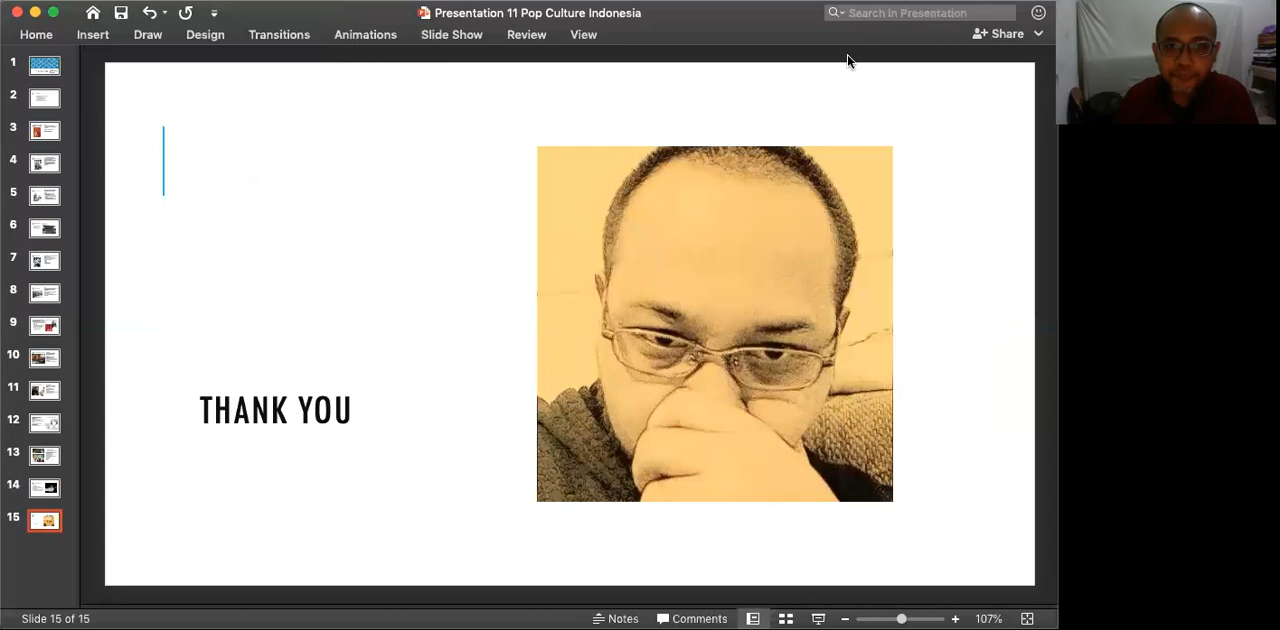 Presentation 11 Pop Culture Indonesia
Search in Presentation
Home Insert Draw Design Transitions Animations Slide Show Review View
Share
1
2
3
4
5
6
7
8
9
10
11
12
13
14
15
THANK YOU
Slide 15 of 15
Notes
Comments
107%